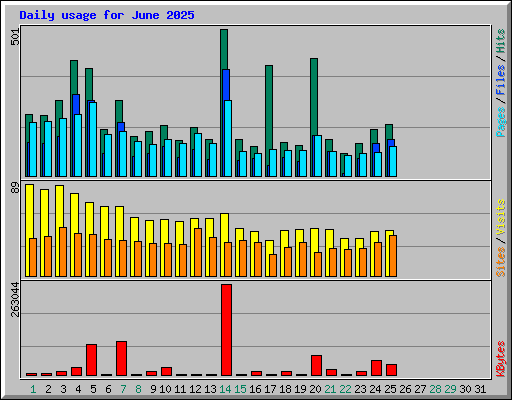 Daily usage for June 2025
501
Pages / Files / Hits
89
Sites / Visits
263044
KBytes
1 2 3 4 5 6 7 8 9 10 11 12 13 14 15 16 17 18 19 20 21 22 23 24 25 26 27 28 29 30 31